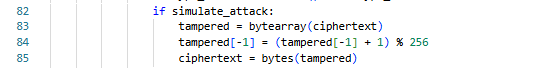 82 if simulate_attack:
83 tampered = bytearray(ciphertext)
84 tampered[-1] = (tampered[-1] + 1) % 256
85 ciphertext = bytes(tampered)